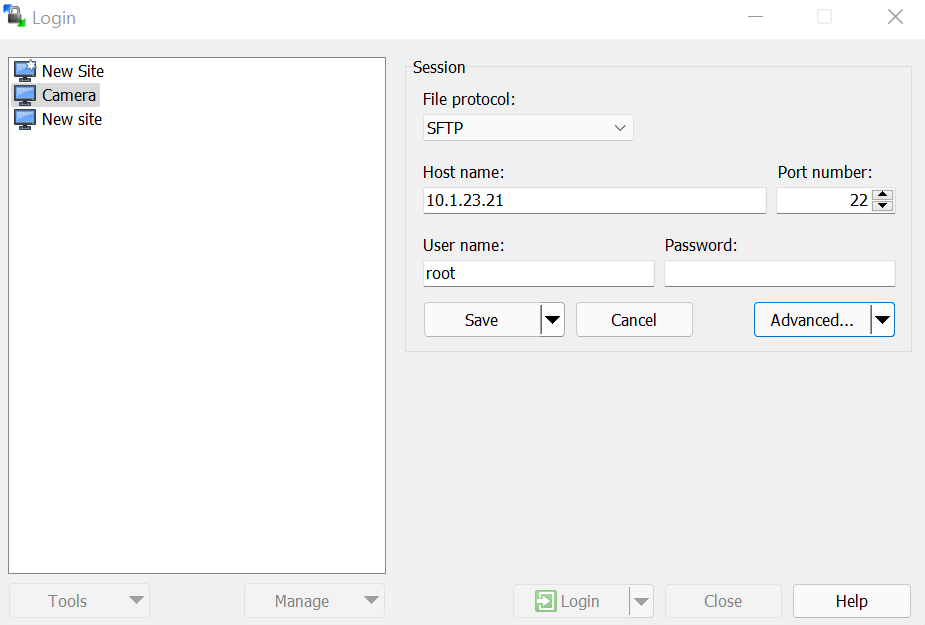 Login
New Site
Camera
New site
Session
File protocol:
SFTP
Host name:
Port number:
10.1.23.21
22
User name:
Password:
root
Save
Cancel
Advanced...
Tools
Manage
Login
Close
Help